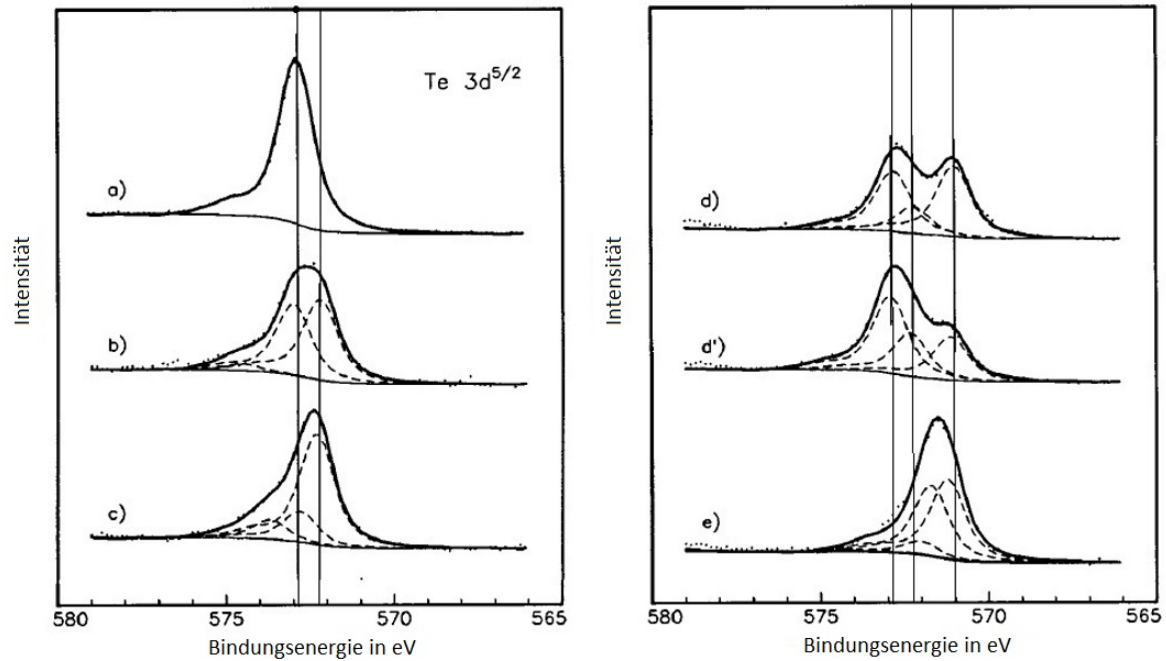 Te 3d5/2
a)
b)
c)
Intensität
580 575 570 565
Bindungsenergie in eV
d)
d')
e)
Intensität
580 575 570 565
Bindungsenergie in eV